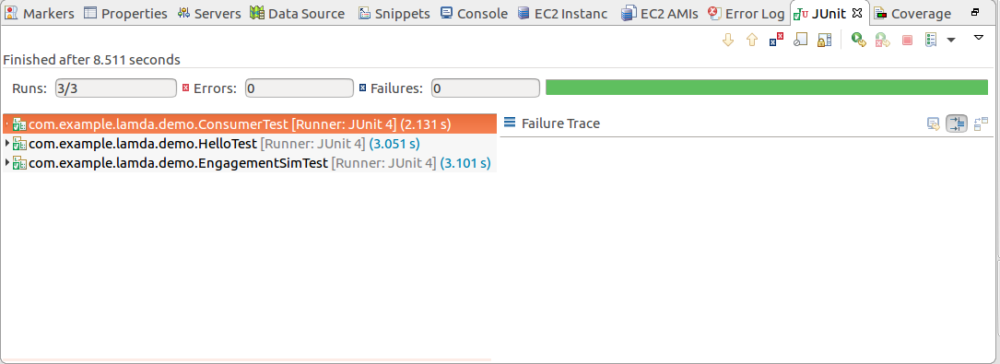 Markers Properties Servers Data Source Snippets Console EC2 Instanc EC2 AMIs Error Log JUnit Coverage
Finished after 8.511 seconds
Runs: 3/3 Errors: 0 Failures: 0
com.example.lamda.demo.ConsumerTest [Runner: JUnit 4] (2.131 s)
Failure Trace
com.example.lamda.demo.HelloTest [Runner: JUnit 4] (3.051 s)
com.example.lamda.demo.EngagementSimTest [Runner: JUnit 4] (3.101 s)